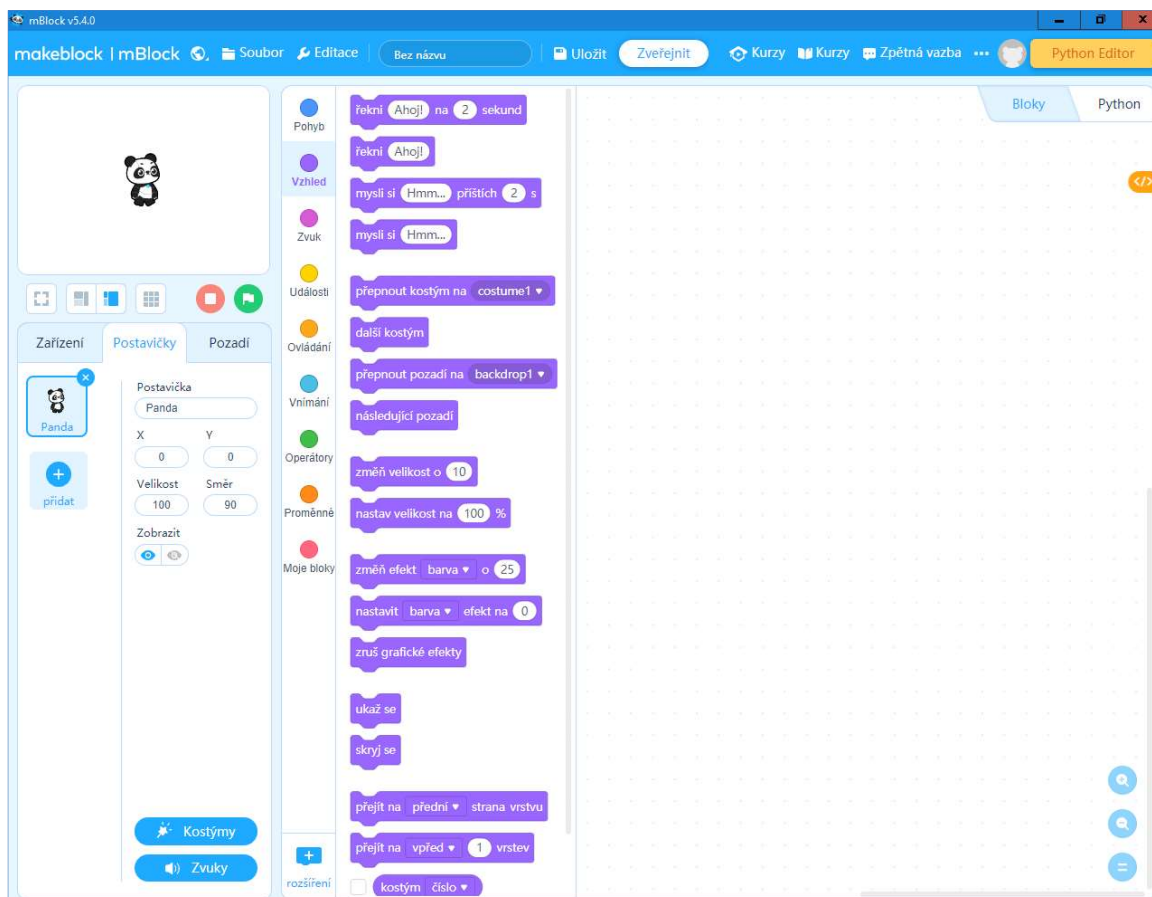 mBlock v5.4.0
makeblock | mBlock Soubor Editace Bez názvu Uložit Zveřejnit Kurzy Kurzy Zpětná vazba ••• Python Editor
Bloky Python
Zařízení Postavičky Pozadí
Panda
přidat
Postavička
Panda
X Y
0 0
Velikost Směr
100 90
Zobrazit
Kostýmy
Zvuky
Pohyb
Vzhled
Zvuk
Události
Ovládání
Vnímání
Operátory
Proměnné
Moje bloky
rozšíření
řekni Ahoj! na 2 sekund
řekni Ahoj!
mysli si Hmm... příštích 2 s
mysli si Hmm...
přepnout kostým na costume1
další kostým
přepnout pozadí na backdrop1
následující pozadí
změň velikost o 10
nastav velikost na 100 %
změň efekt barva o 25
nastavit barva efekt na 0
zruš grafické efekty
ukaž se
skryj se
přejít na přední strana vrstvu
přejít na vpřed 1 vrstev
kostým číslo